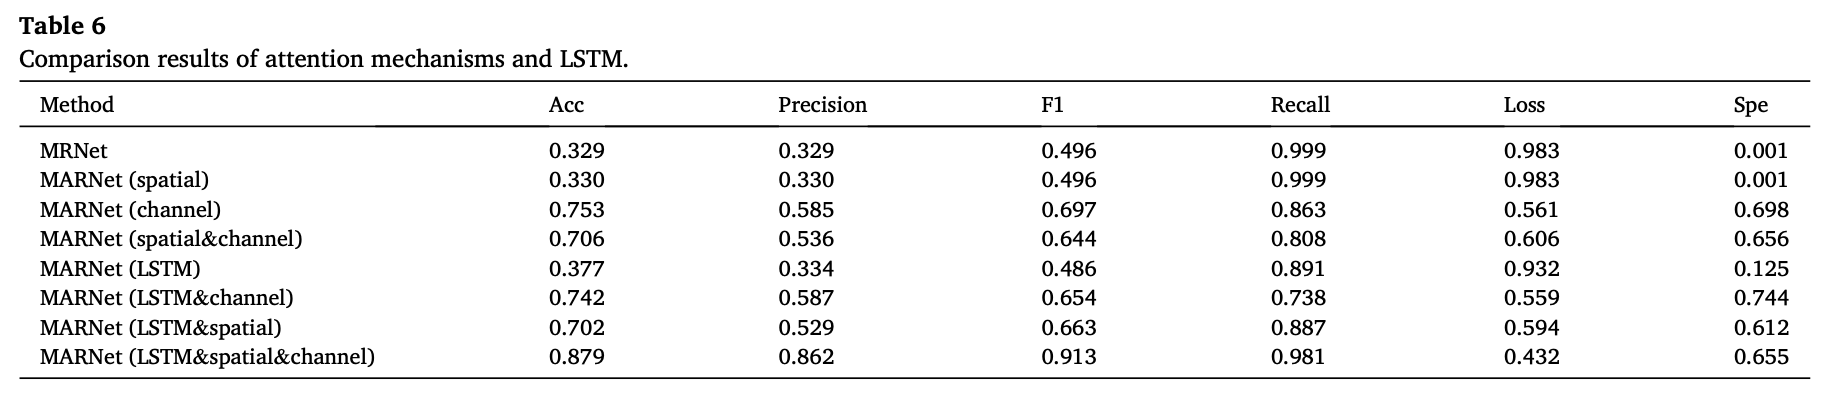 Table 6
Comparison results of attention mechanisms and LSTM.
Method Acc Precision F1 Recall Loss Spe
MRNet 0.329 0.329 0.496 0.999 0.983 0.001
MARNet (spatial) 0.330 0.330 0.496 0.999 0.983 0.001
MARNet (channel) 0.753 0.585 0.697 0.863 0.561 0.698
MARNet (spatial&channel) 0.706 0.536 0.644 0.808 0.606 0.656
MARNet (LSTM) 0.377 0.334 0.486 0.891 0.932 0.125
MARNet (LSTM&channel) 0.742 0.587 0.654 0.738 0.559 0.744
MARNet (LSTM&spatial) 0.702 0.529 0.663 0.887 0.594 0.612
MARNet (LSTM&spatial&channel) 0.879 0.862 0.913 0.981 0.432 0.655